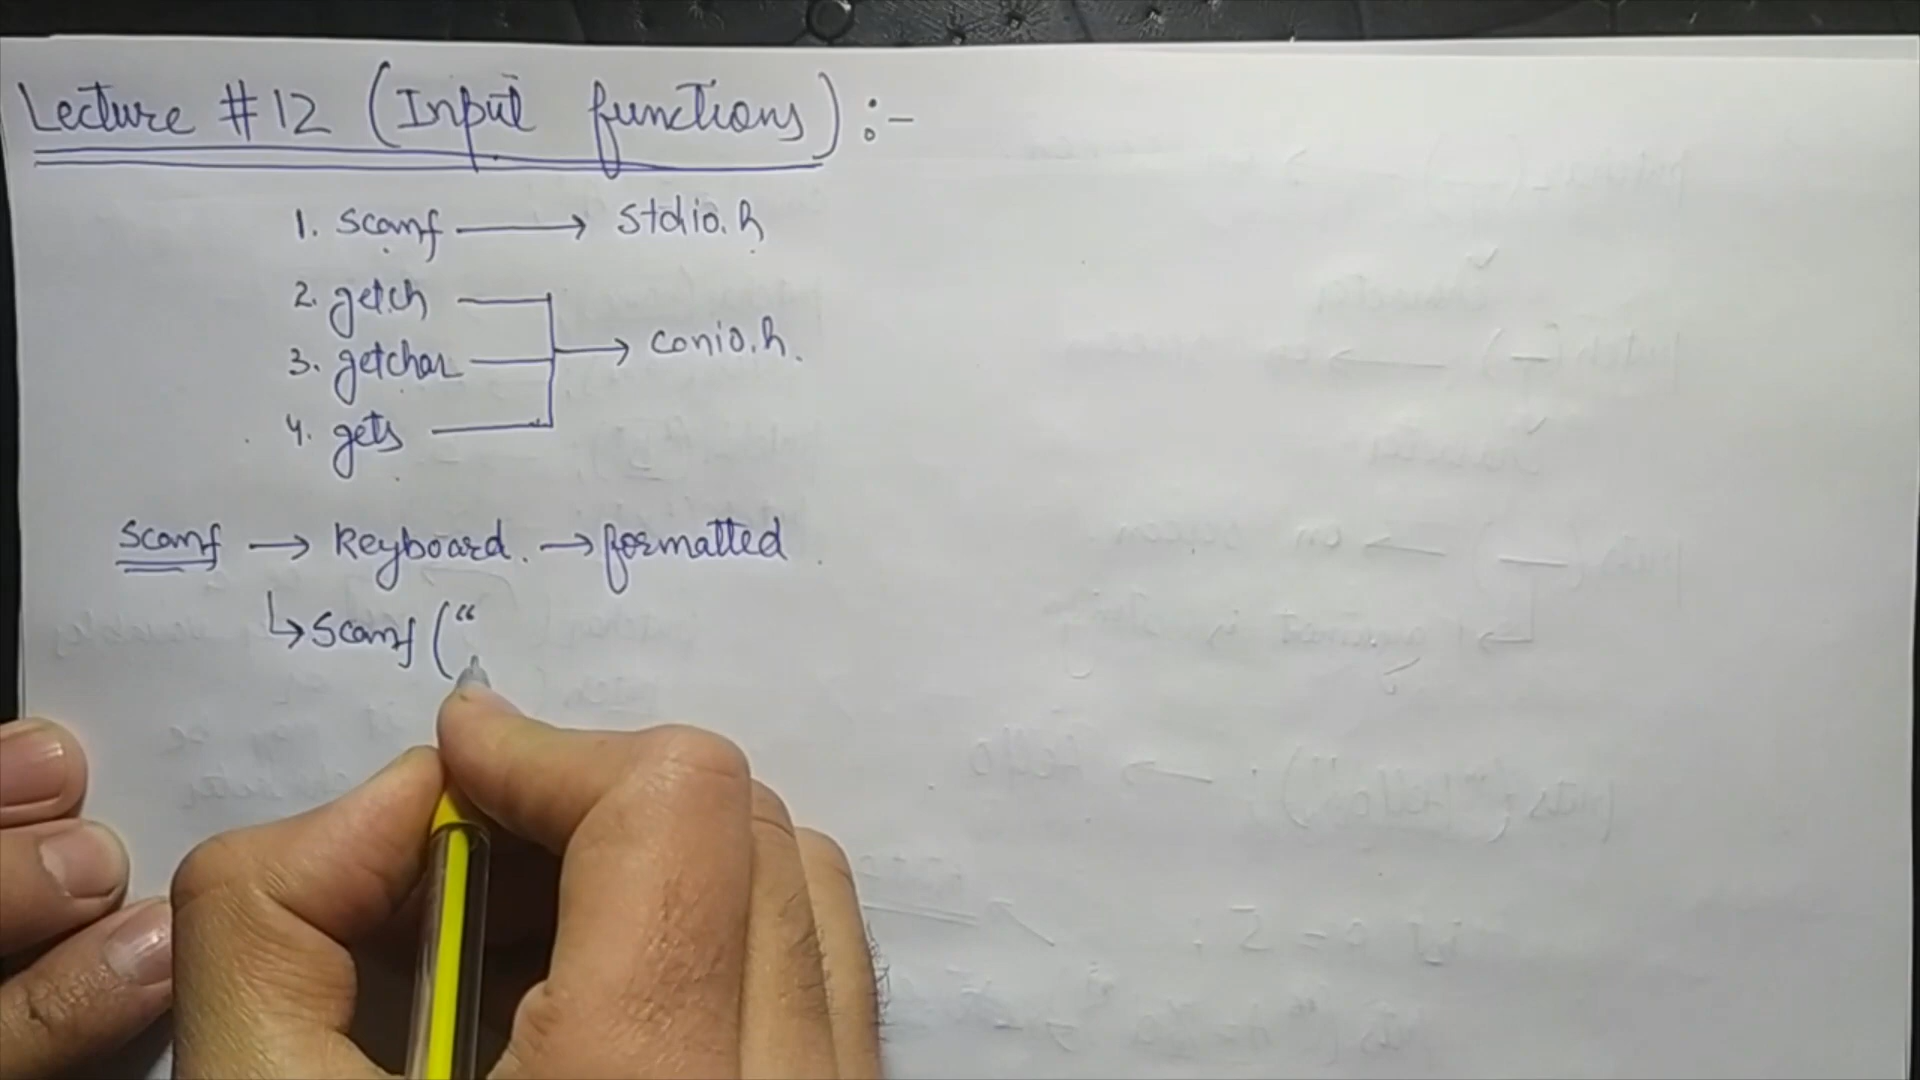 Lecture #12 (Input functions) :-
1. scanf → stdio.h
2. getch
3. getchar → conio.h.
4. gets
scanf → Keyboard. → formatted
↳ scanf ("